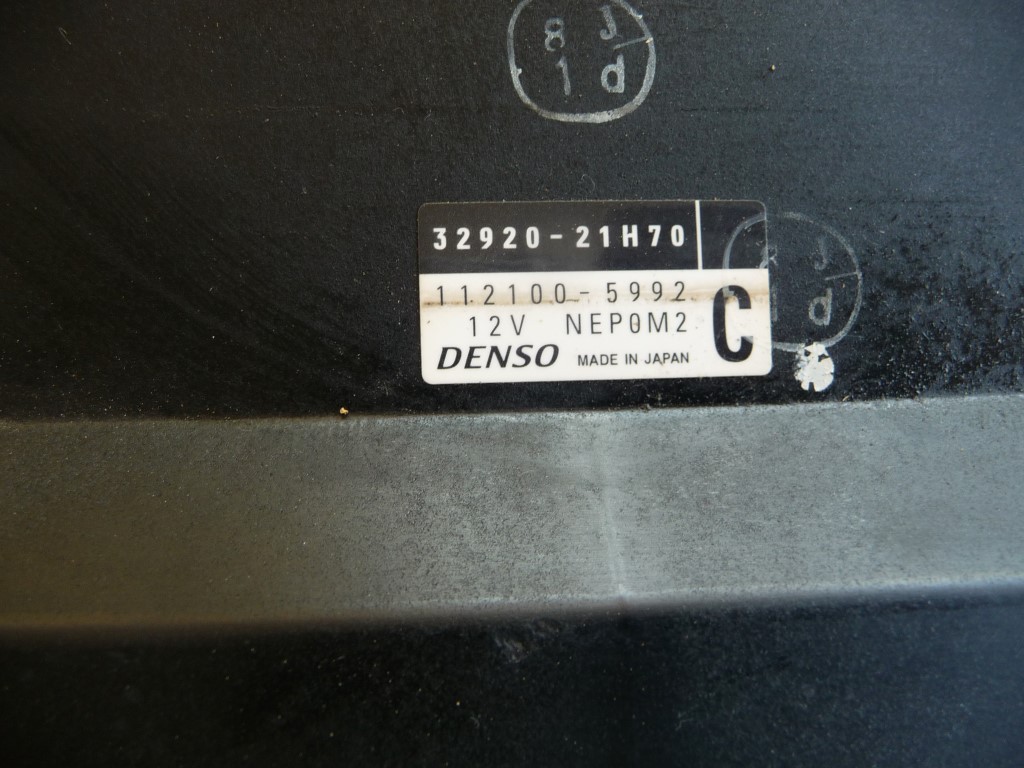 8 J
1 d
32920-21H70
112100-5992
12V NEP0M2
C
DENSO MADE IN JAPAN
J
d